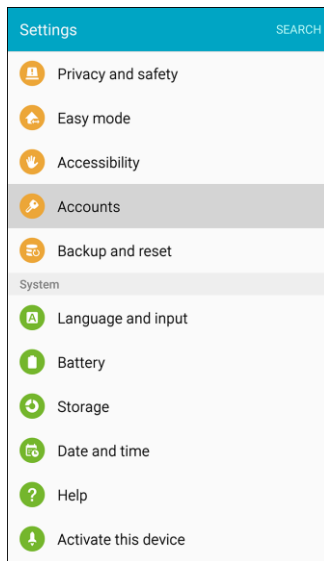 Settings SEARCH
Privacy and safety
Easy mode
Accessibility
Accounts
Backup and reset
System
Language and input
Battery
Storage
Date and time
Help
Activate this device